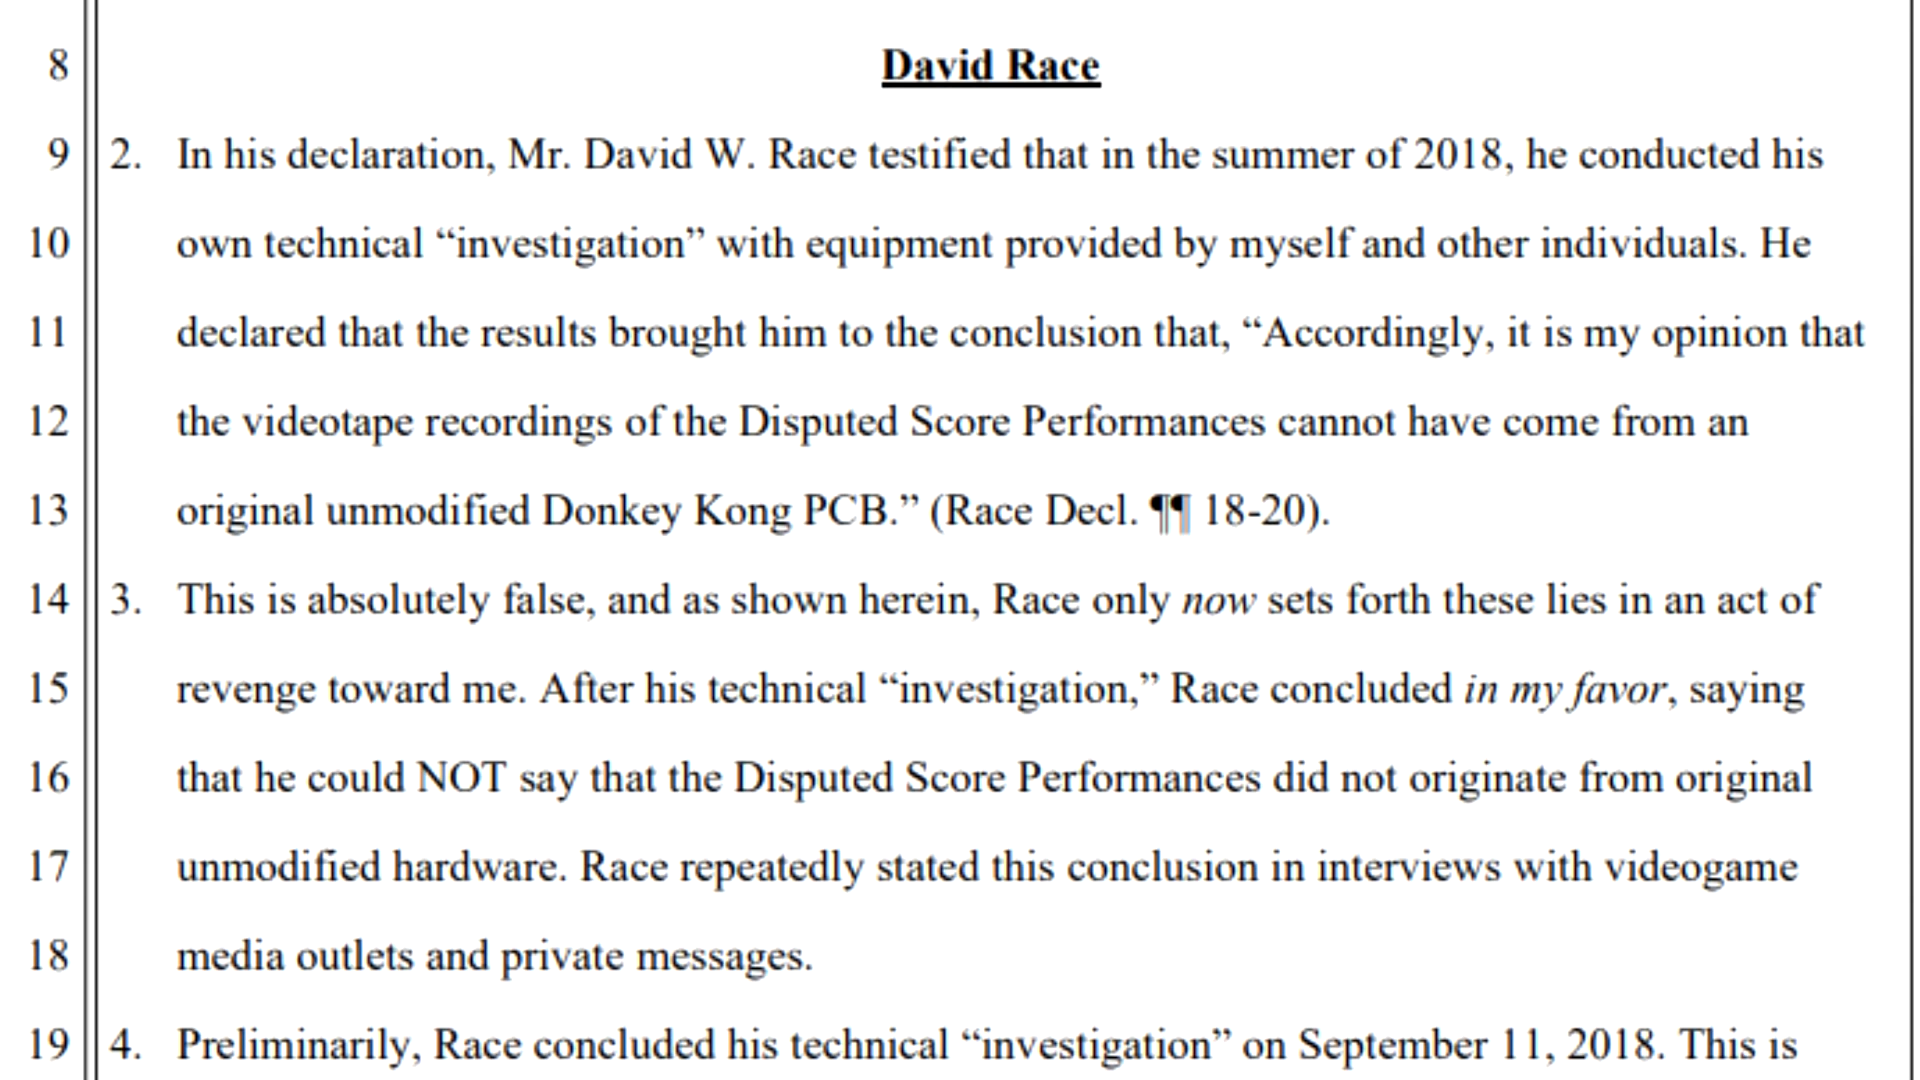 8 David Race
9 2. In his declaration, Mr. David W. Race testified that in the summer of 2018, he conducted his
10 own technical “investigation” with equipment provided by myself and other individuals. He
11 declared that the results brought him to the conclusion that, “Accordingly, it is my opinion that
12 the videotape recordings of the Disputed Score Performances cannot have come from an
13 original unmodified Donkey Kong PCB.” (Race Decl. ¶¶ 18-20).
14 3. This is absolutely false, and as shown herein, Race only now sets forth these lies in an act of
15 revenge toward me. After his technical “investigation,” Race concluded in my favor, saying
16 that he could NOT say that the Disputed Score Performances did not originate from original
17 unmodified hardware. Race repeatedly stated this conclusion in interviews with videogame
18 media outlets and private messages.
19 4. Preliminarily, Race concluded his technical “investigation” on September 11, 2018. This is